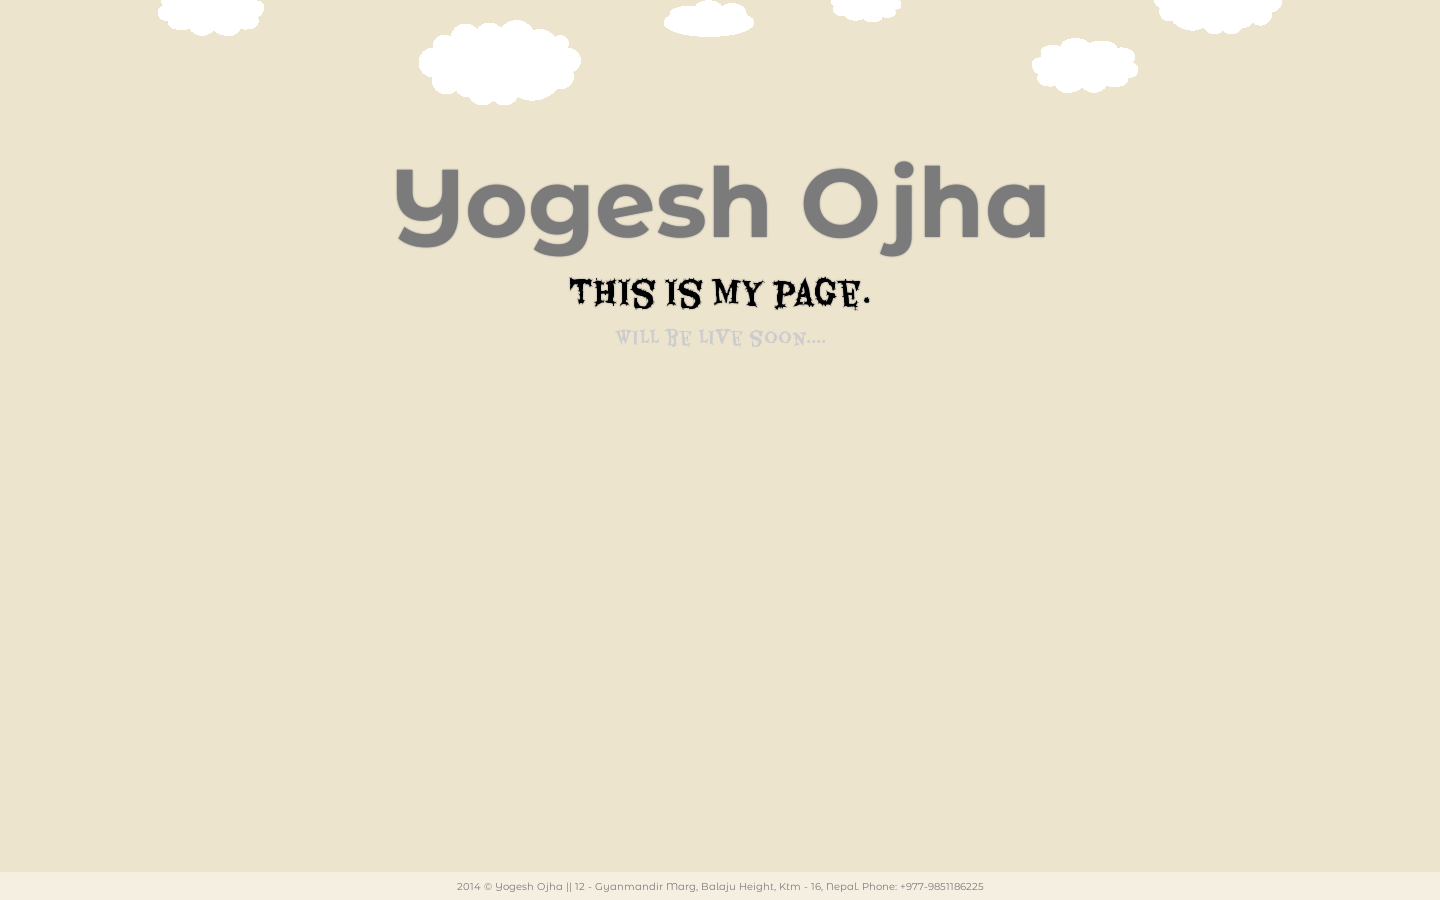 Yogesh Ojha
THIS IS MY PAGE.
WILL BE LIVE SOON....
2014 © Yogesh Ojha || 12 - Gyanmandir Marg, Balaju Height, Ktm - 16, Nepal. Phone: +977-9851186225